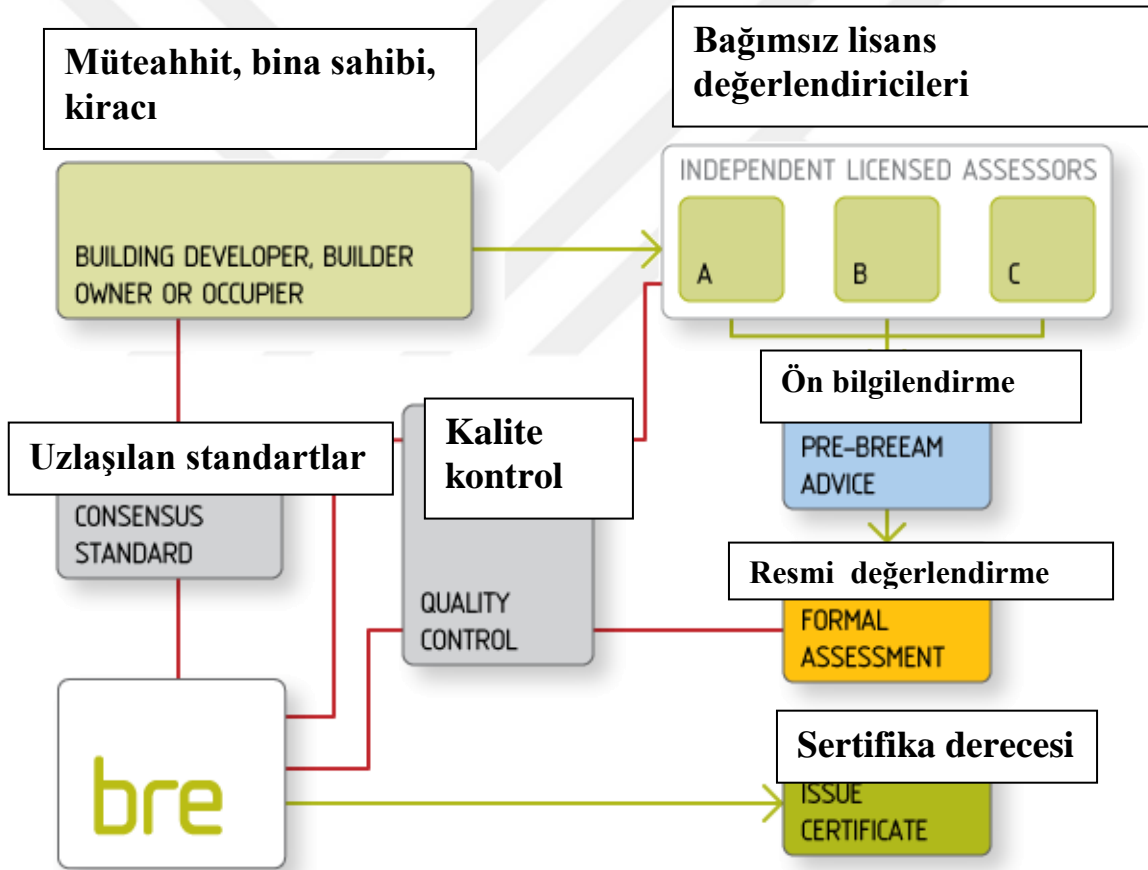 Müteahhit, bina sahibi,
kiracı
BUILDING DEVELOPER, BUILDER
OWNER OR OCCUPIER
Bağımsız lisans
değerlendiricileri
INDEPENDENT LICENSED ASSESSORS
A
B
C
Ön bilgilendirme
PRE-BREEAM
ADVICE
Uzlaşılan standartlar
CONSENSUS
STANDARD
Kalite
kontrol
QUALITY
CONTROL
Resmi değerlendirme
FORMAL
ASSESSMENT
bre
Sertifika derecesi
ISSUE
CERTIFICATE